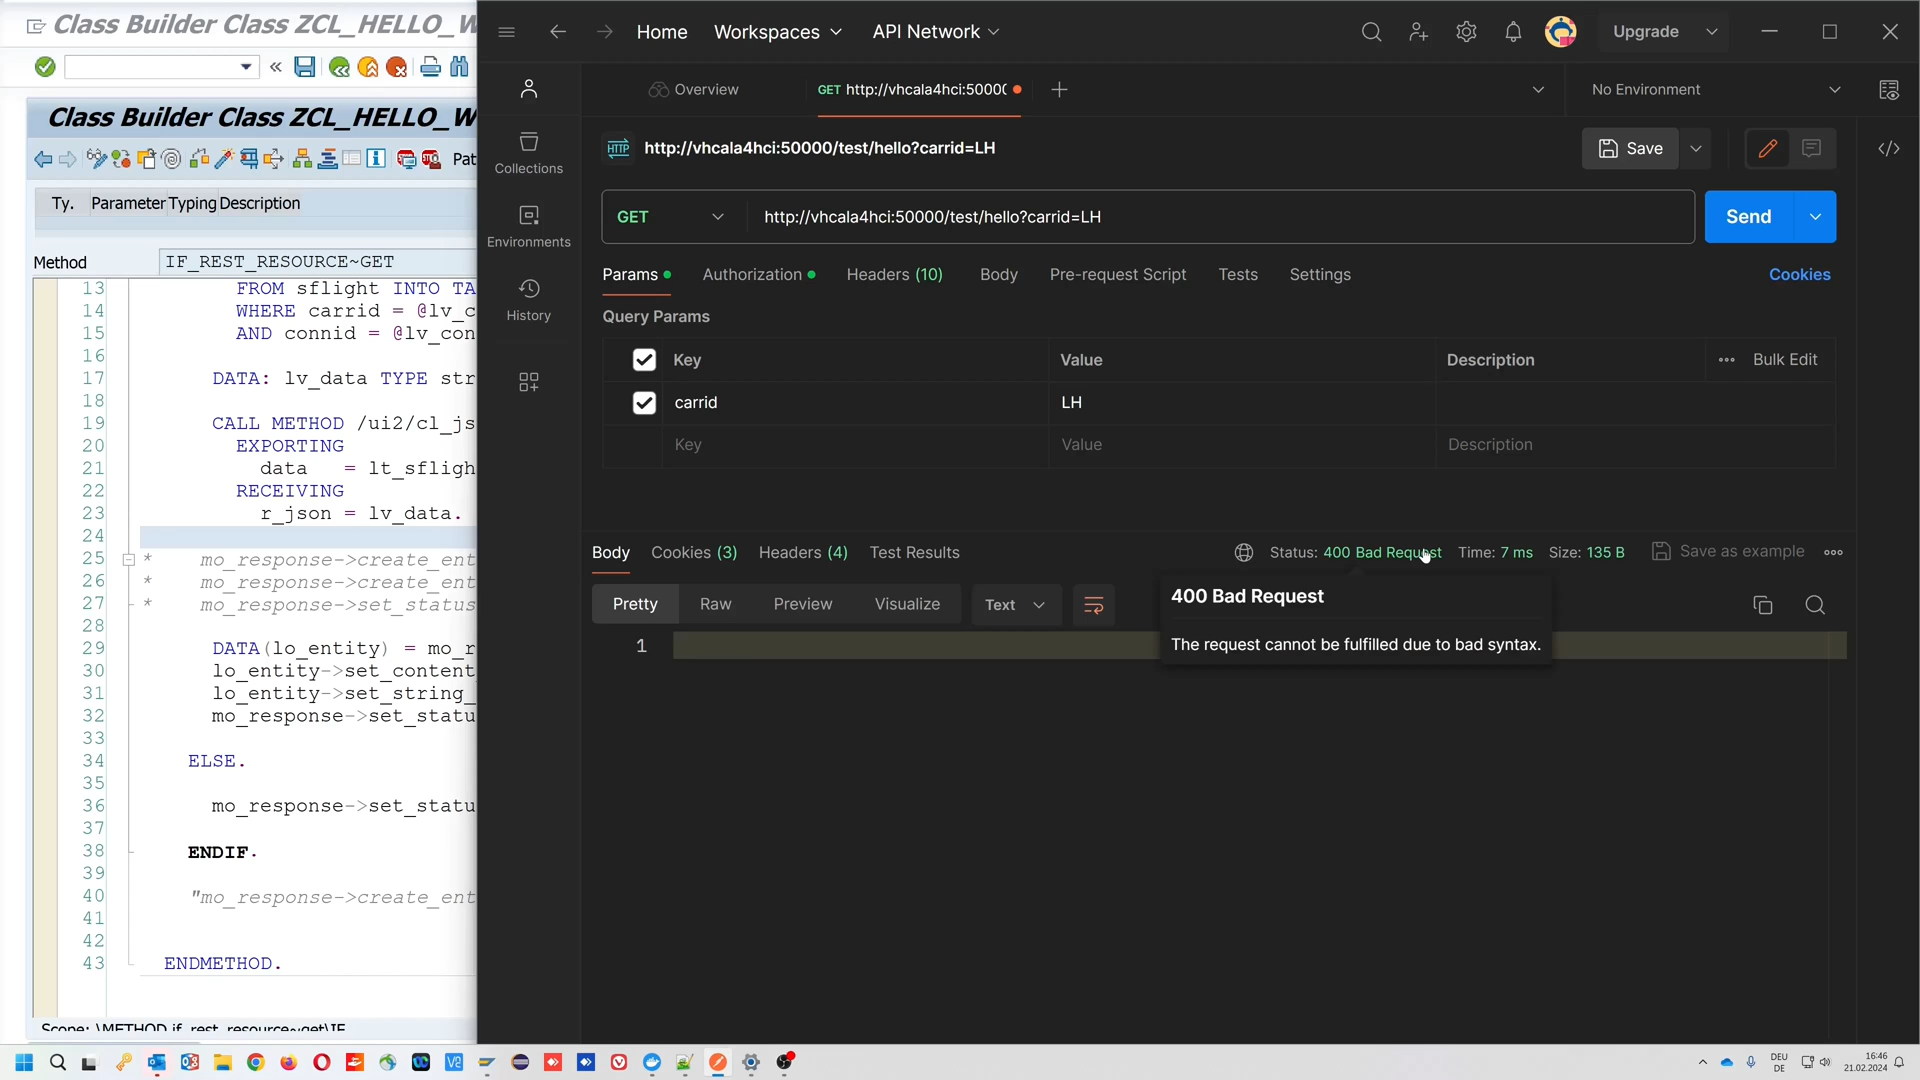 Class Builder Class ZCL_HELLO_W
Class Builder Class ZCL_HELLO_W
Pat
Ty. Parameter Typing Description
Method IF_REST_RESOURCE~GET
13 FROM sflight INTO TA
14 WHERE carrid = @lv_c
15 AND connid = @lv_con
16
17 DATA: lv_data TYPE str
18
19 CALL METHOD /ui2/cl_js
20 EXPORTING
21 data = lt_sfligh
22 RECEIVING
23 r_json = lv_data.
24
25 * mo_response->create_ent
26 * mo_response->create_ent
27 * mo_response->set_status
28
29 DATA(lo_entity) = mo_r
30 lo_entity->set_content
31 lo_entity->set_string_
32 mo_response->set_statu
33
34 ELSE.
35
36 mo_response->set_statu
37
38 ENDIF.
39
40 "mo_response->create_ent
41
42
43 ENDMETHOD.
Scope: \METHOD if_rest_resource~get\IF
Home Workspaces API Network Upgrade
Overview GET http://vhcala4hci:5000( No Environment
Collections
Environments
History
HTTP http://vhcala4hci:50000/test/hello?carrid=LH Save
GET http://vhcala4hci:50000/test/hello?carrid=LH Send
Params Authorization Headers (10) Body Pre-request Script Tests Settings Cookies
Query Params
Key Value Description Bulk Edit
carrid LH
Key Value Description
Body Cookies (3) Headers (4) Test Results Status: 400 Bad Request Time: 7 ms Size: 135 B Save as example
Pretty Raw Preview Visualize Text
400 Bad Request
The request cannot be fulfilled due to bad syntax.
1
DEU
DE
16:46
21.02.2024